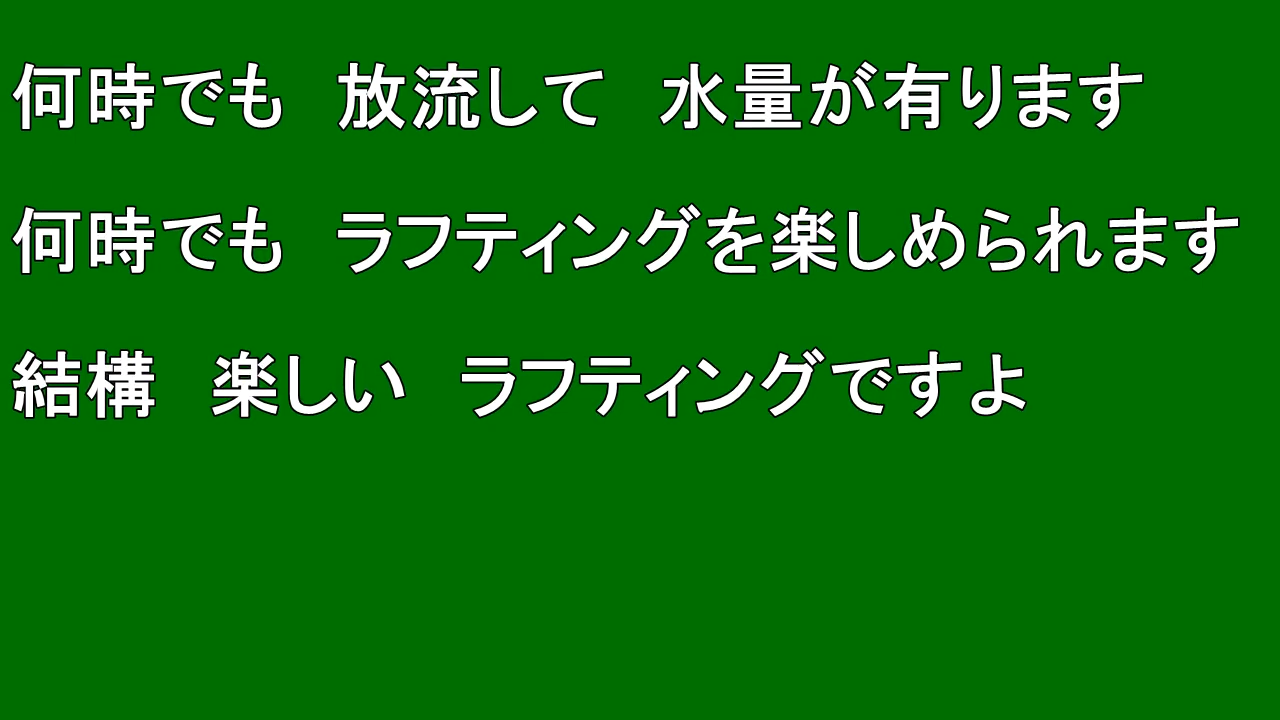 何時でも　放流して　水量が有ります
何時でも　ラフティングを楽しめられます
結構　楽しい　ラフティングですよ